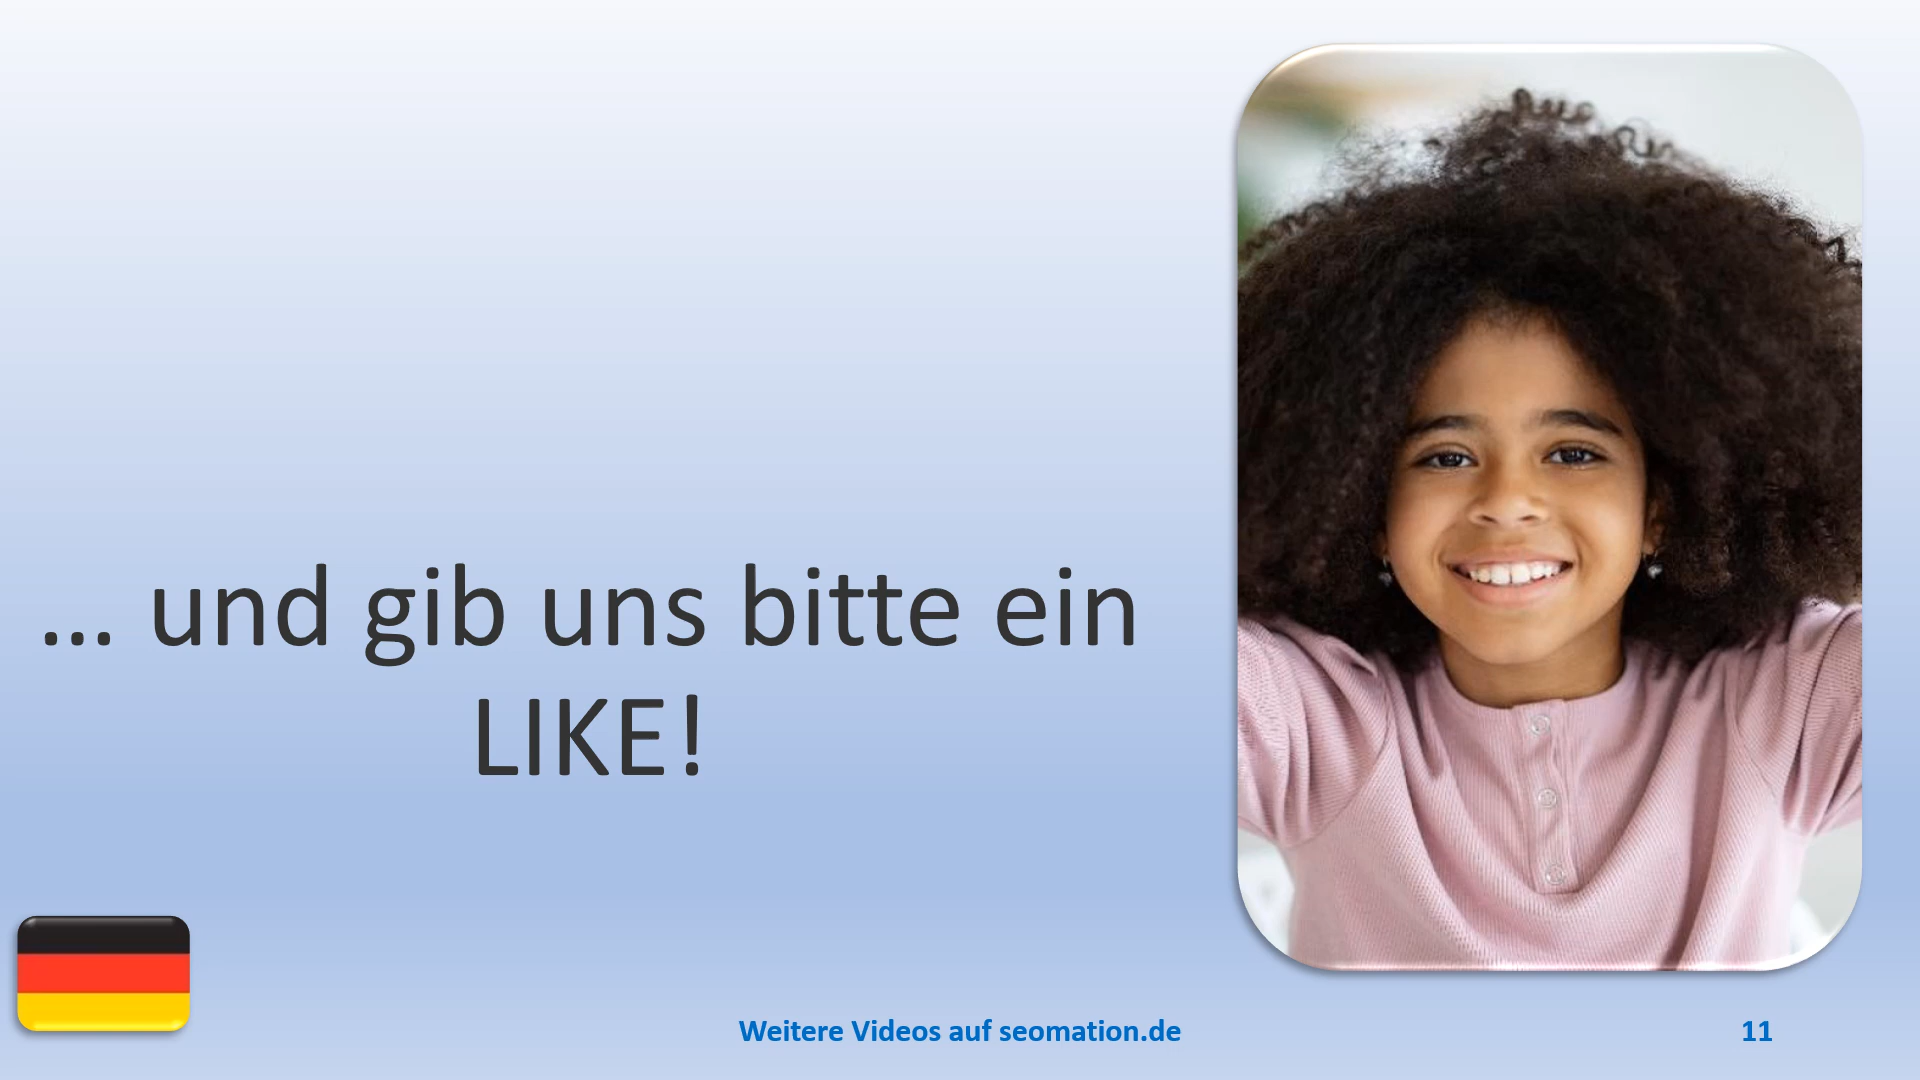 ... und gib uns bitte ein
LIKE!
Weitere Videos auf seomation.de
11